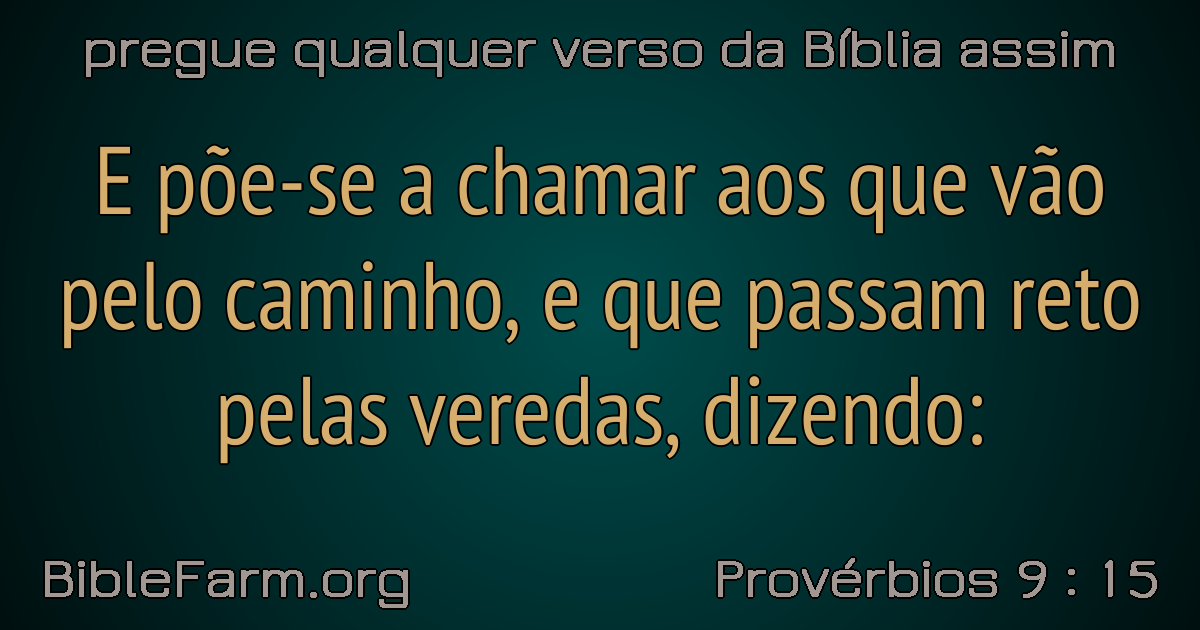 pregue qualquer verso da Bíblia assim
E põe-se a chamar aos que vão
pelo caminho, e que passam reto
pelas veredas, dizendo:
BibleFarm.org
Provérbios 9 : 15